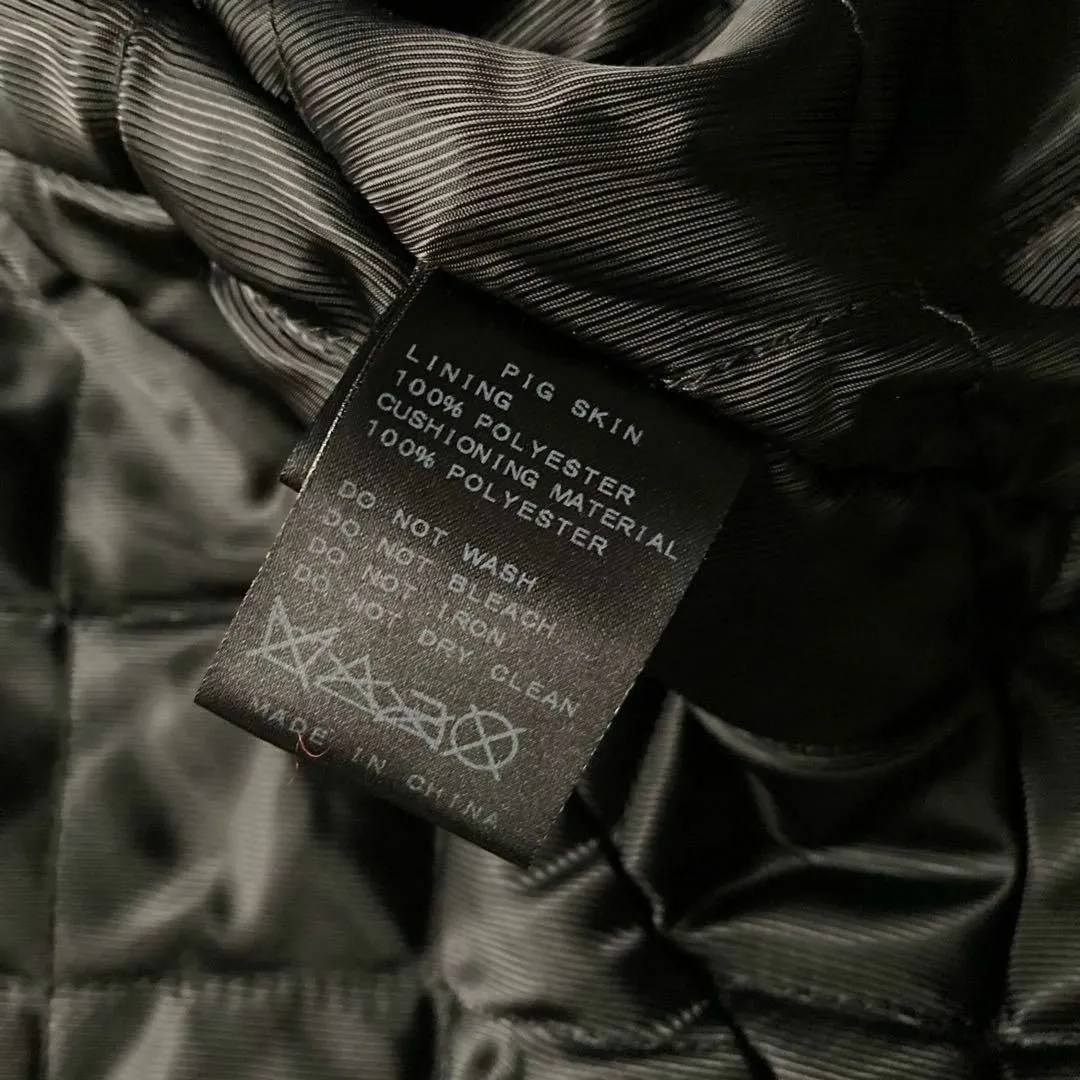 PIG SKIN
LINING
100% POLYESTER
CUSHIONING MATERIAL
100% POLYESTER
DO NOT WASH
DO NOT BLEACH
DO NOT IRON
DO NOT DRY CLEAN
MADE IN CHINA